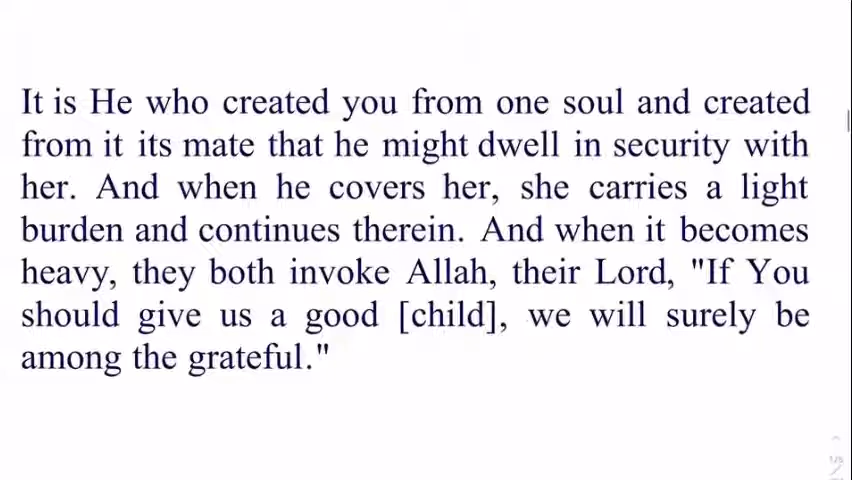 It is He who created you from one soul and created
from it its mate that he might dwell in security with
her. And when he covers her, she carries a light
burden and continues therein. And when it becomes
heavy, they both invoke Allah, their Lord, "If You
should give us a good [child], we will surely be
among the grateful."